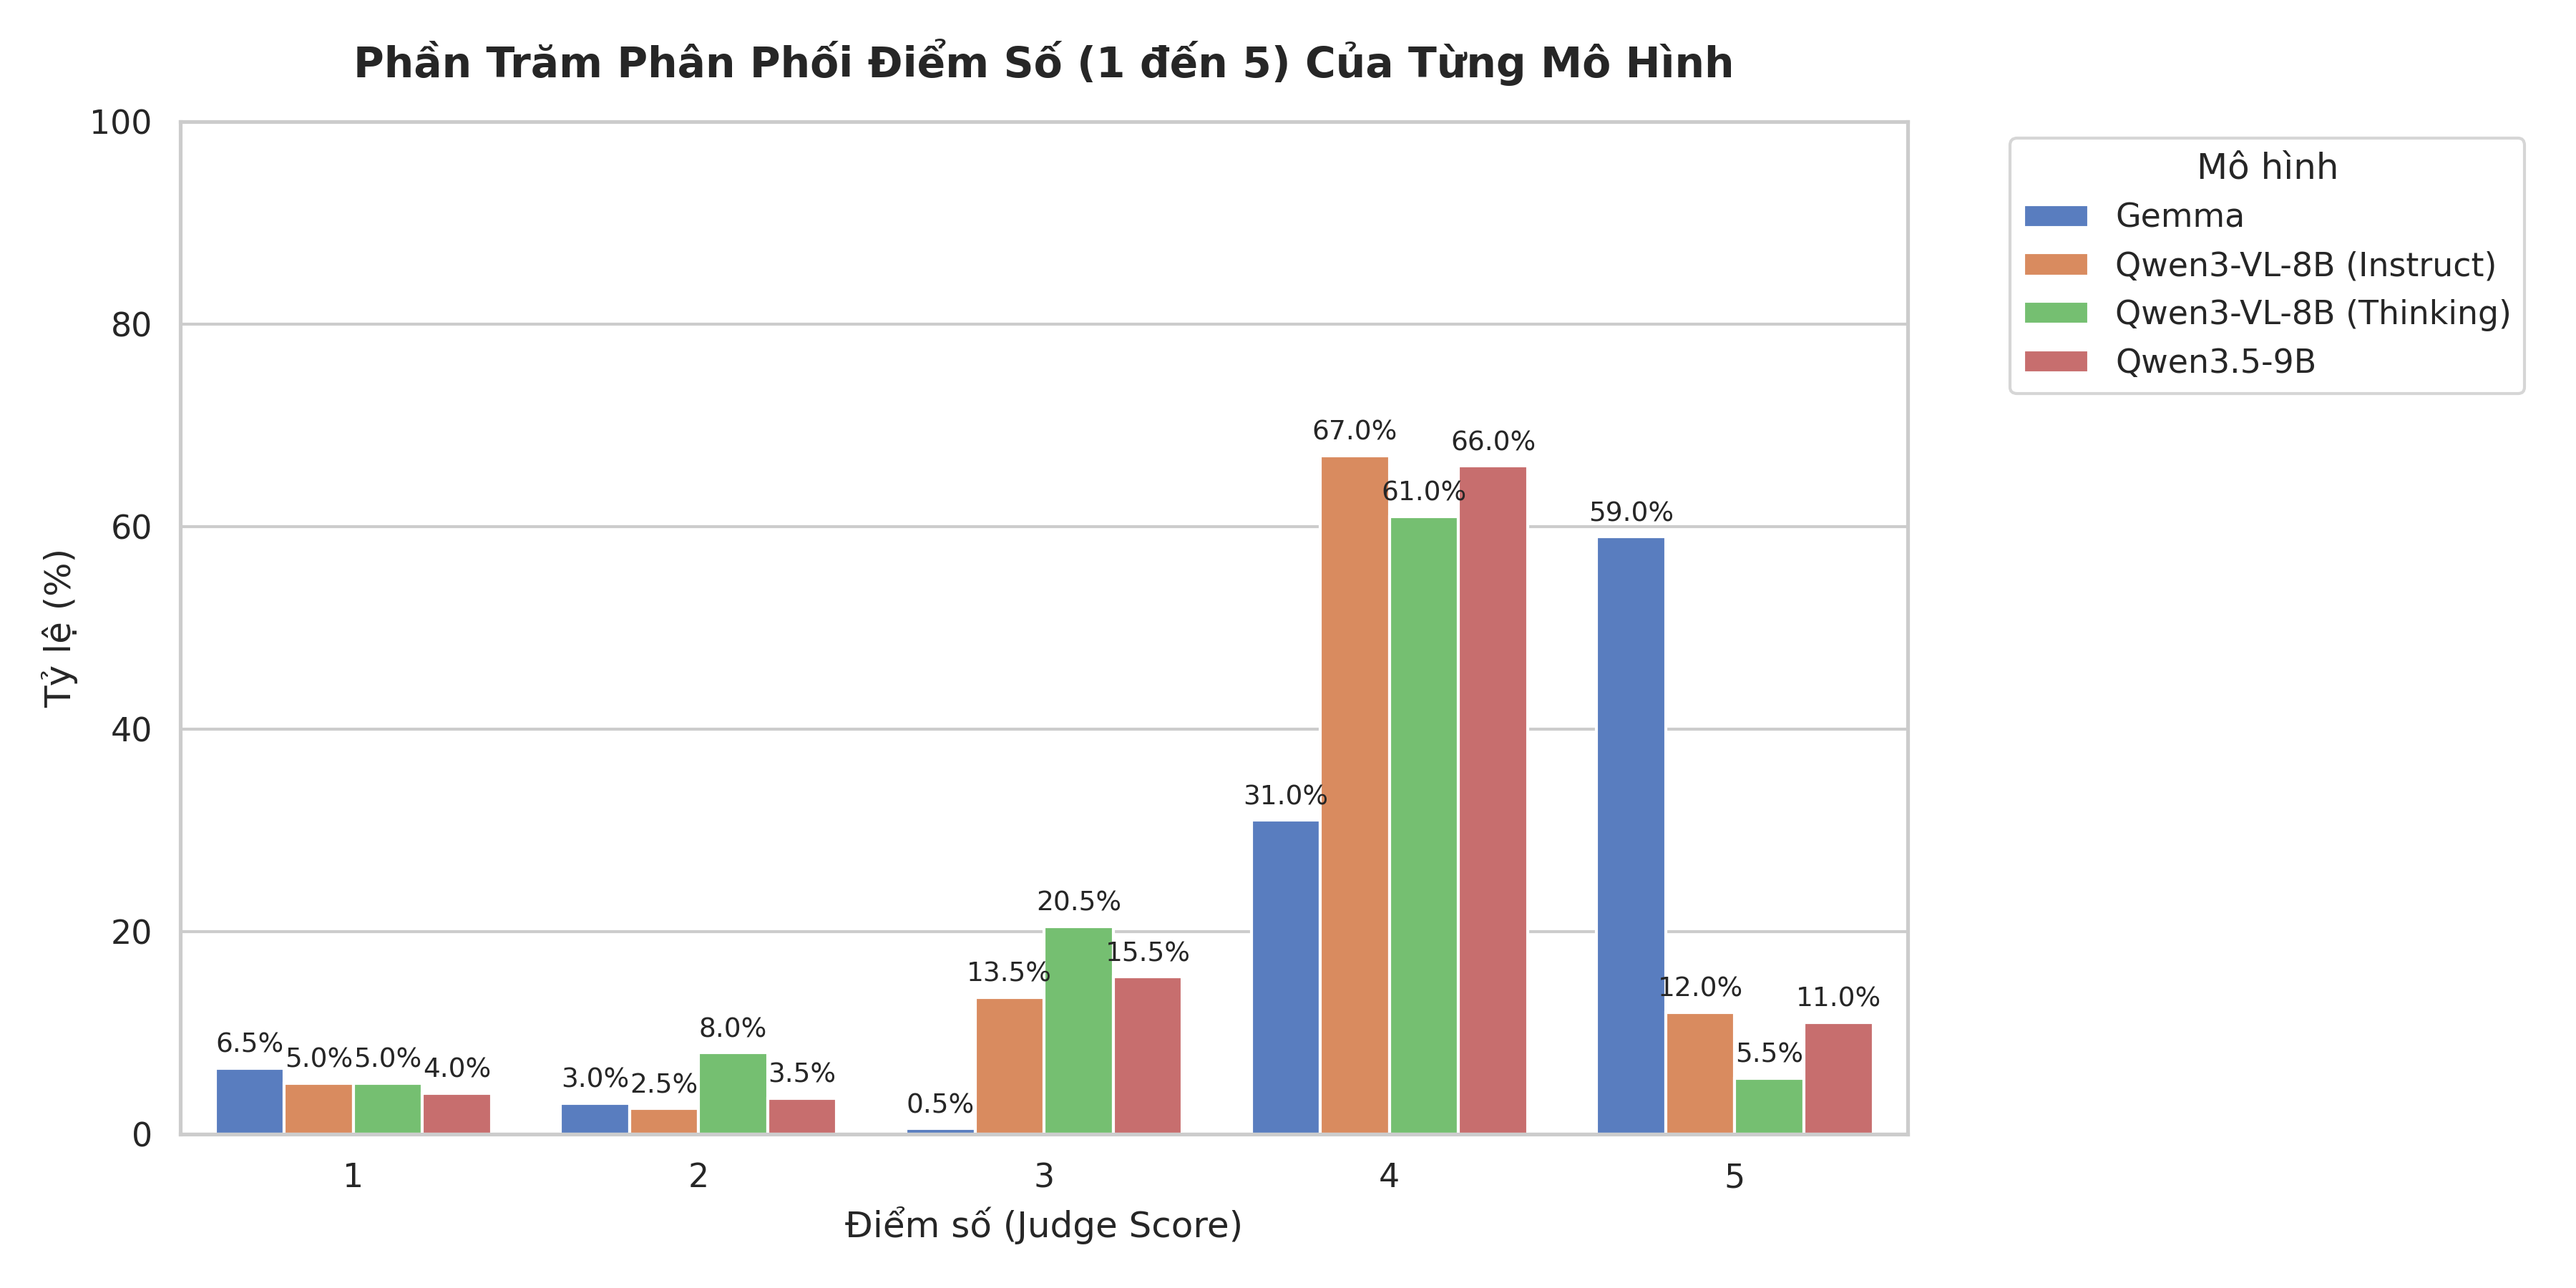 Phần Trăm Phân Phối Điểm Số (1 đến 5) Của Từng Mô Hình
Mô hình
Gemma
Qwen3-VL-8B (Instruct)
Qwen3-VL-8B (Thinking)
Qwen3.5-9B
Tỷ lệ (%)
100
80
60
40
20
0
6.5% 5.0% 5.0% 4.0%
3.0% 2.5% 8.0% 3.5%
0.5% 13.5% 20.5% 15.5%
31.0% 67.0% 61.0% 66.0%
59.0% 12.0% 5.5% 11.0%
1 2 3 4 5
Điểm số (Judge Score)